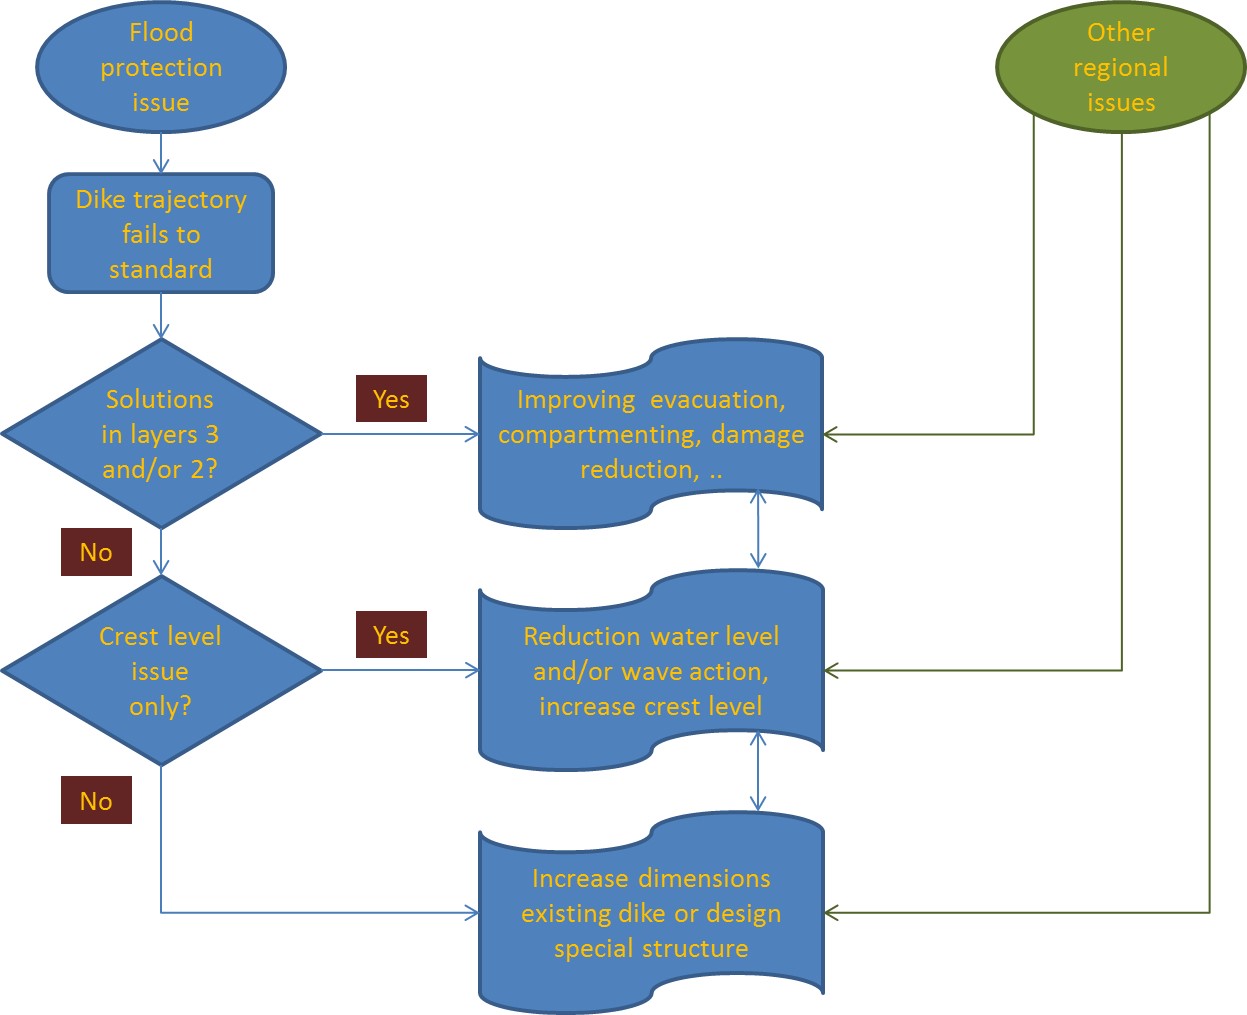 Flood
protection
issue
Other
regional
issues
Dike trajectory
fails to
standard
Solutions
in layers 3
and/or 2?
Yes
Improving evacuation,
compartmenting, damage
reduction, ..
No
Crest level
issue
only?
Yes
Reduction water level
and/or wave action,
increase crest level
No
Increase dimensions
existing dike or design
special structure